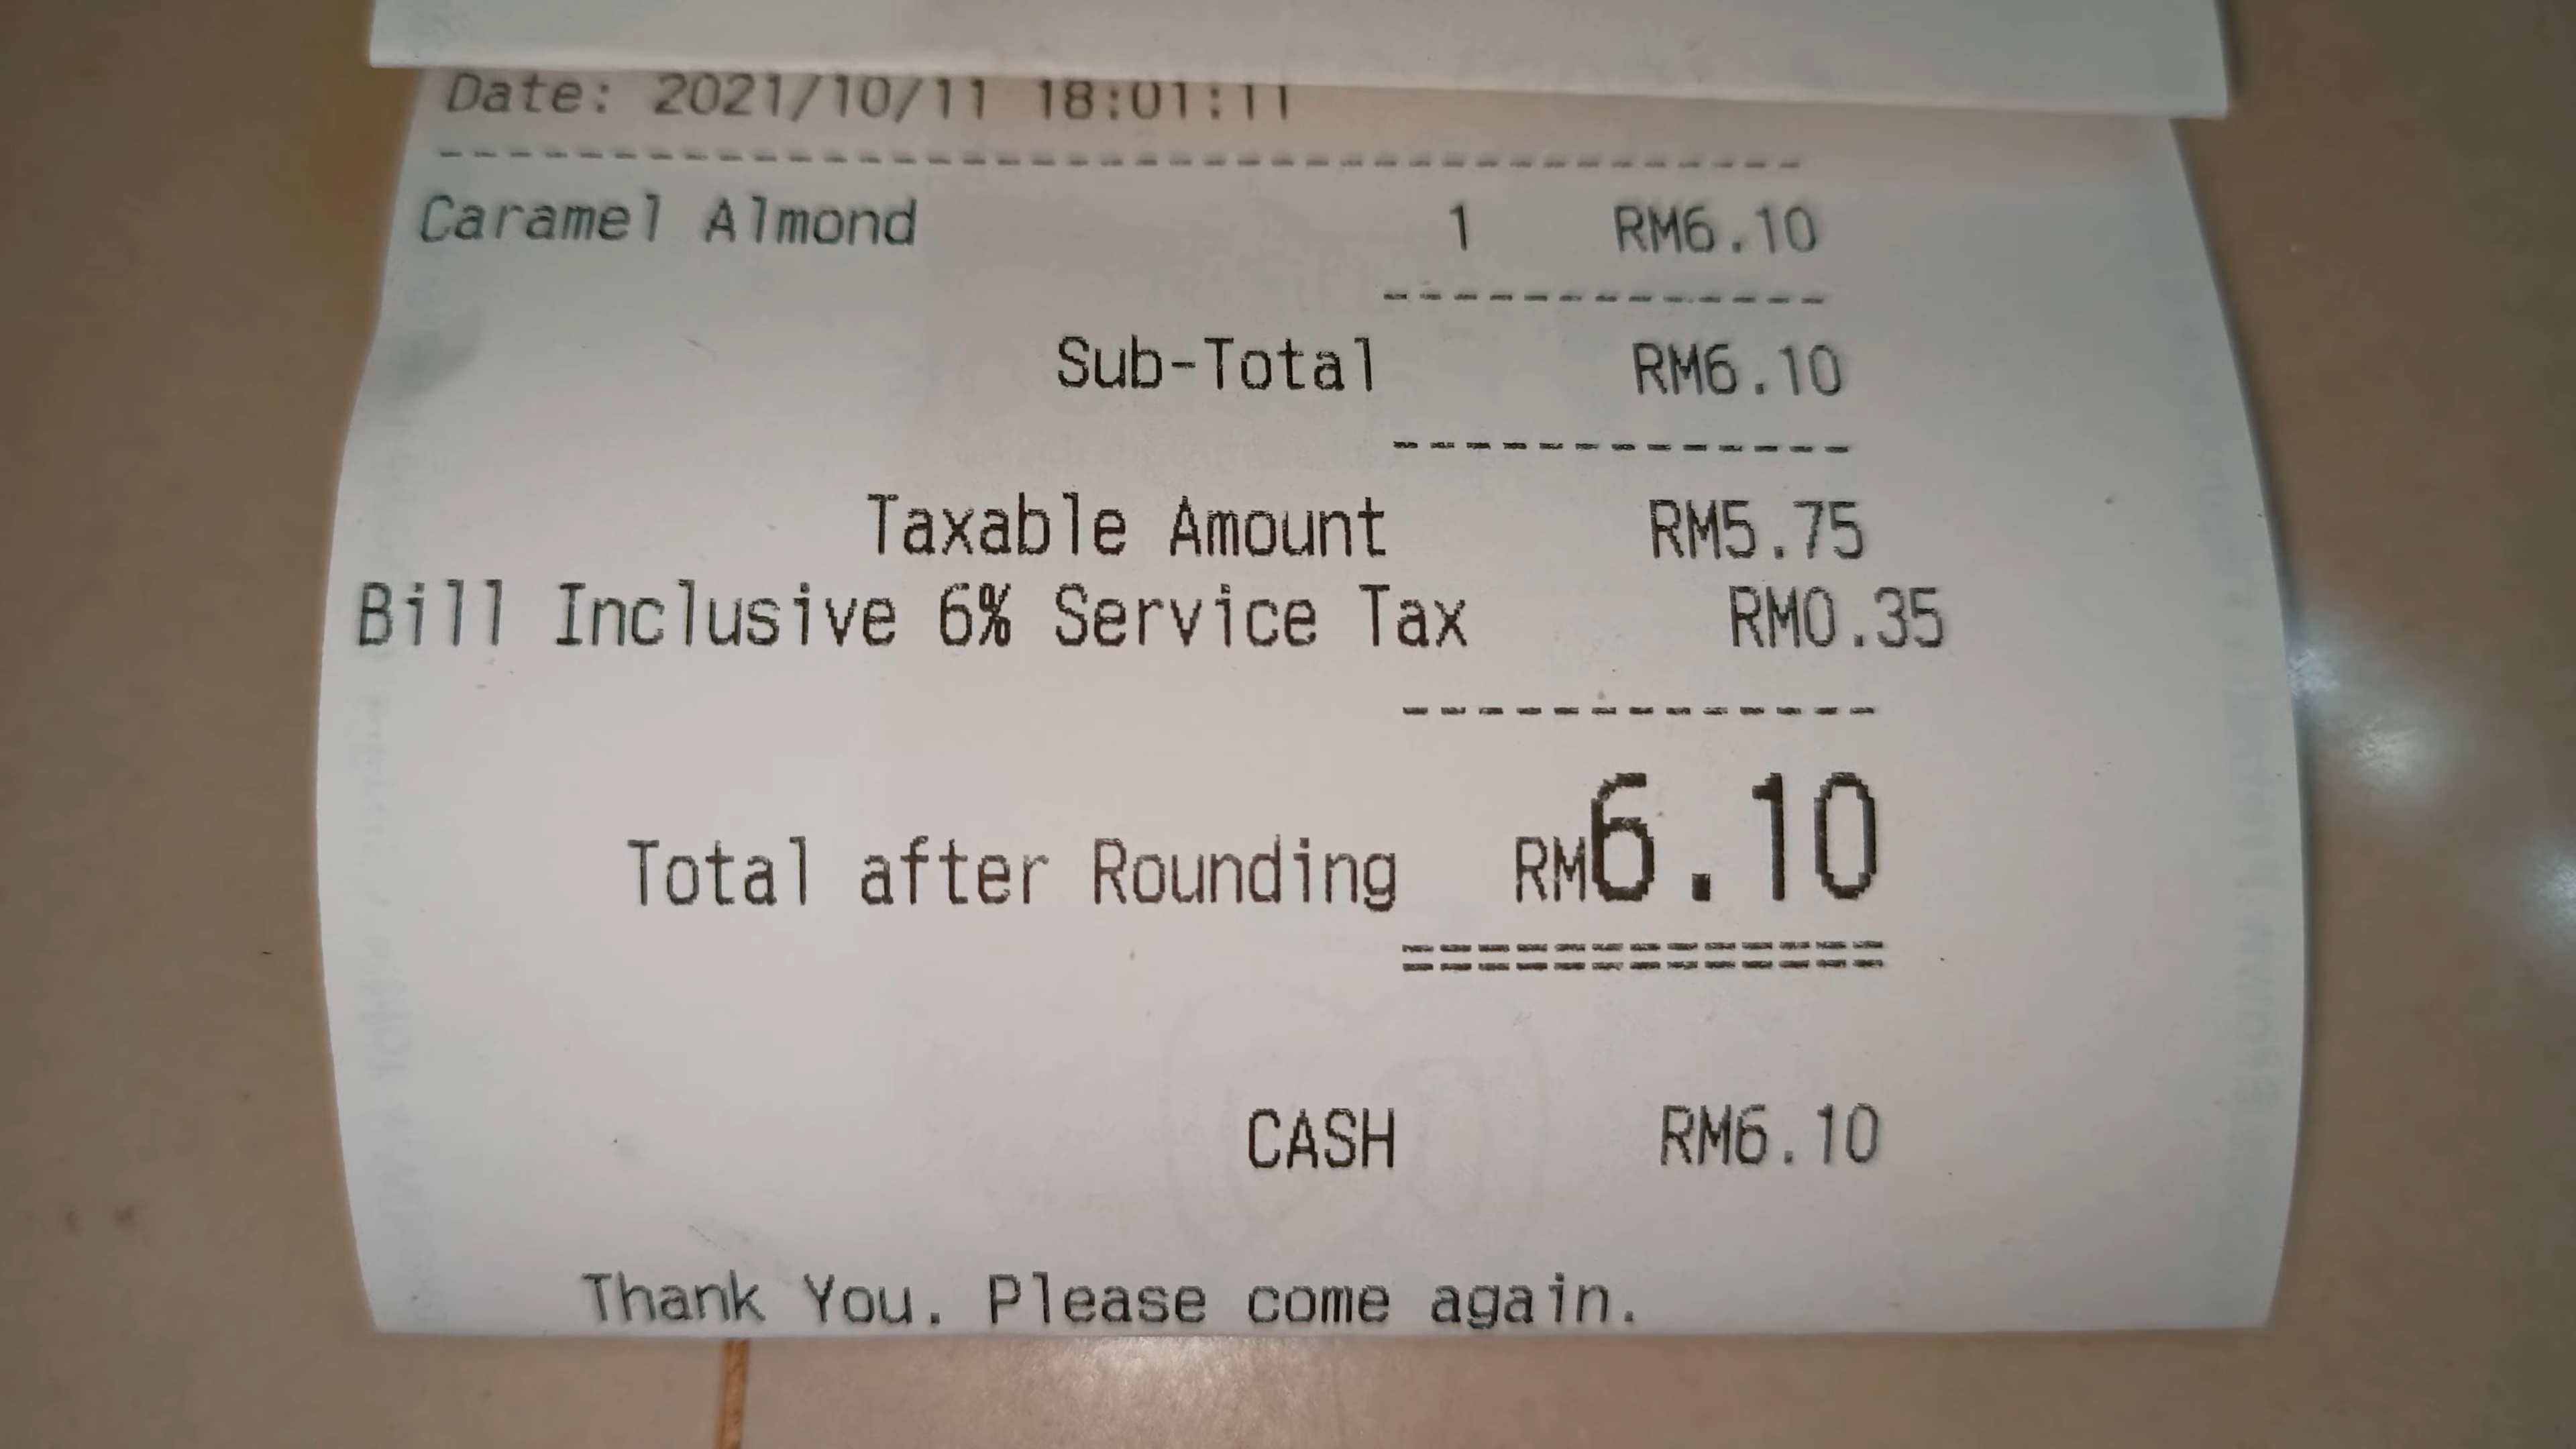 Date: 2021/10/11 18:01:11
Caramel Almond 1 RM6.10
Sub-Total RM6.10
Taxable Amount RM5.75
Bill Inclusive 6% Service Tax RM0.35
Total after Rounding RM6.10
CASH RM6.10
Thank You. Please come again.